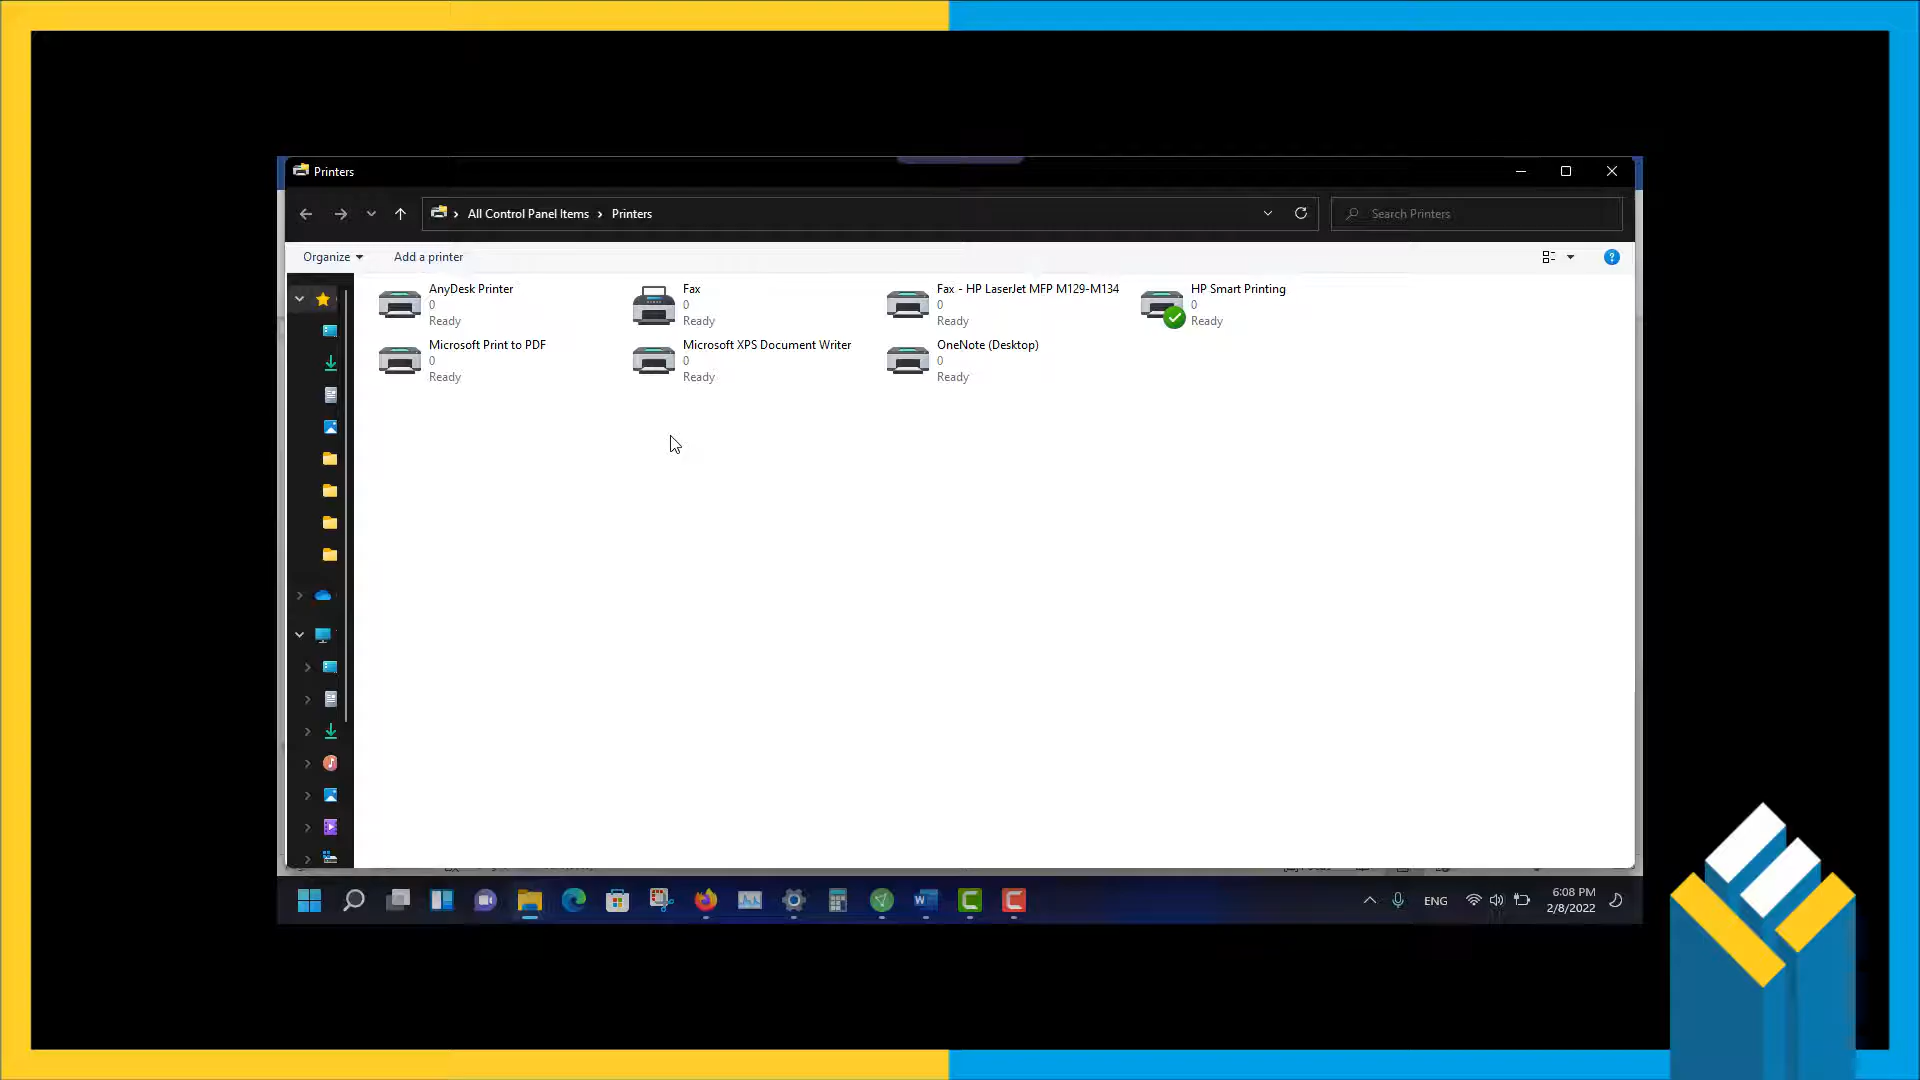 Printers
All Control Panel Items > Printers
Search Printers
Organize
Add a printer
AnyDesk Printer
0
Ready
Fax
0
Ready
Fax - HP LaserJet MFP M129-M134
0
Ready
HP Smart Printing
0
Ready
Microsoft Print to PDF
0
Ready
Microsoft XPS Document Writer
0
Ready
OneNote (Desktop)
0
Ready
ENG
6:08 PM
2/8/2022